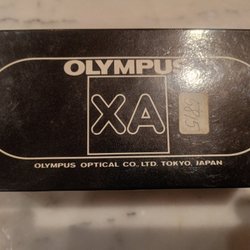 OLYMPUS
XA
OLYMPUS OPTICAL CO., LTD. TOKYO, JAPAN